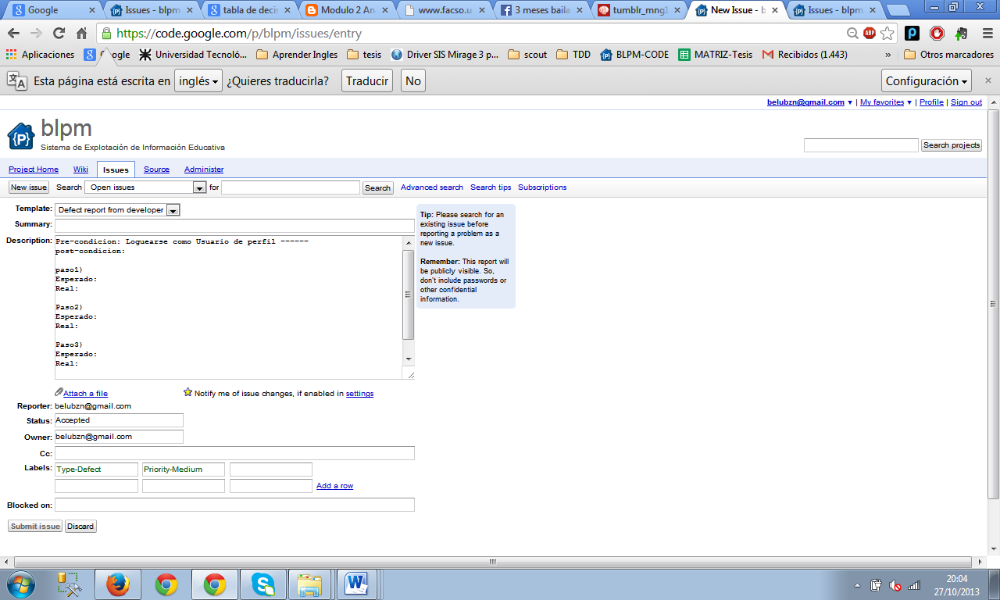 Google
Issues - blpm
tabla de decis
Modulo 2 An
www.facso.u
3 meses baila
tumblr_mng1
New Issue - b
Issues - blpm
https://code.google.com/p/blpm/issues/entry
Aplicaciones
Google
Universidad Tecnoló...
Aprender Ingles
tesis
Driver SIS Mirage 3 p...
scout
TDD
BLPM-CODE
MATRIZ-Tesis
Recibidos (1.443)
»
Otros marcadores
Esta página está escrita en inglés ¿Quieres traducirla? Traducir No Configuración
belubzn@gmail.com | My favorites | Profile | Sign out
blpm
Sistema de Explotación de Información Educativa
Search projects
Project Home Wiki Issues Source Administer
New issue Search Open issues for Search Advanced search Search tips Subscriptions
Template: Defect report from developer
Summary:
Description:
Pre-condicion: Loguearse como Usuario de perfil ------
post-condicion:
paso1)
Esperado:
Real:
Paso2)
Esperado:
Real:
Paso3)
Esperado:
Real:
Tip: Please search for an
existing issue before
reporting a problem as a
new issue.
Remember: This report will
be publicly visible. So,
don't include passwords or
other confidential
information.
Attach a file Notify me of issue changes, if enabled in settings
Reporter: belubzn@gmail.com
Status: Accepted
Owner: belubzn@gmail.com
Cc:
Labels: Type-Defect Priority-Medium
Add a row
Blocked on:
Submit issue Discard
20:04
27/10/2013